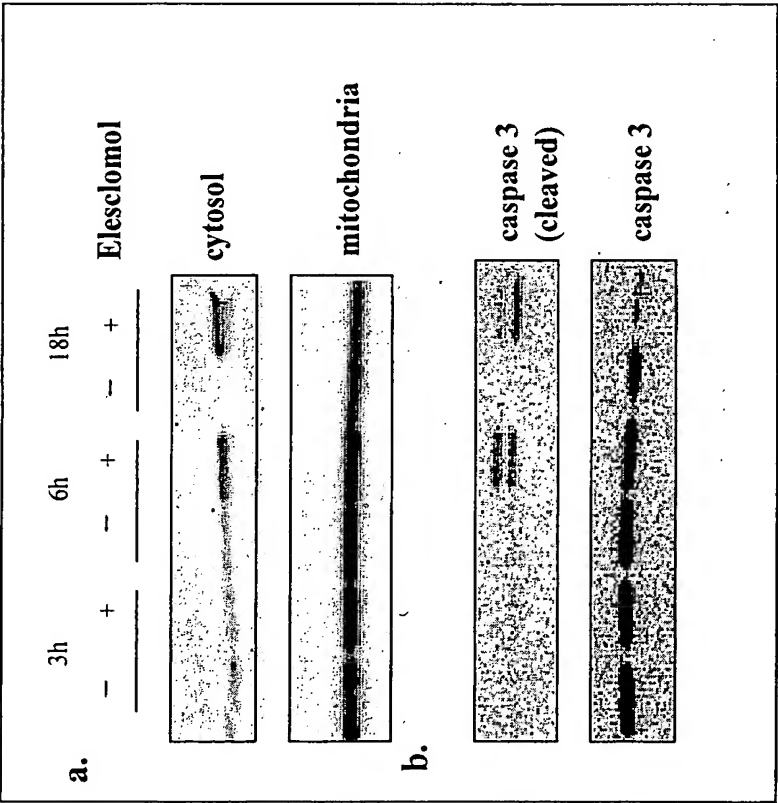 a.
3h 6h 18h
– + – + – + Elesclomol
cytosol
mitochondria
b.
caspase 3
(cleaved)
caspase 3